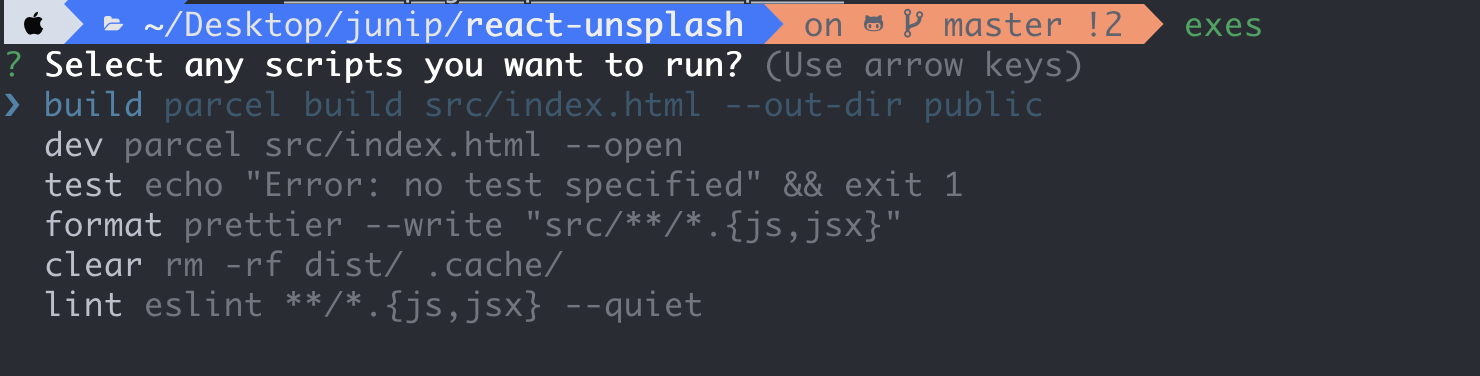 ~/Desktop/junip/react-unsplash on master !2 exes
? Select any scripts you want to run? (Use arrow keys)
❯ build parcel build src/index.html --out-dir public
dev parcel src/index.html --open
test echo "Error: no test specified" && exit 1
format prettier --write "src/**/*.{js,jsx}"
clear rm -rf dist/ .cache/
lint eslint **/*.{js,jsx} --quiet